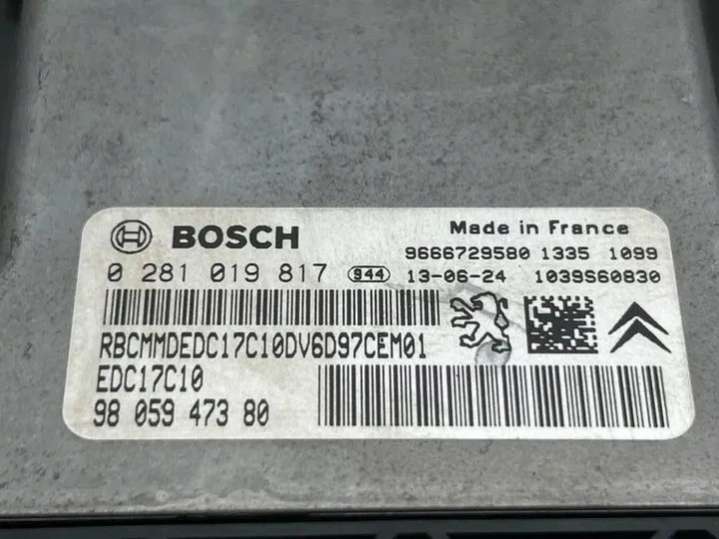 BOSCH
Made in France
9666729580 1335 1099
0 281 019 817 944 13-06-24 1039S60830
RBCMMDEDC17C10DV6D97CEM01
EDC17C10
98 059 473 80